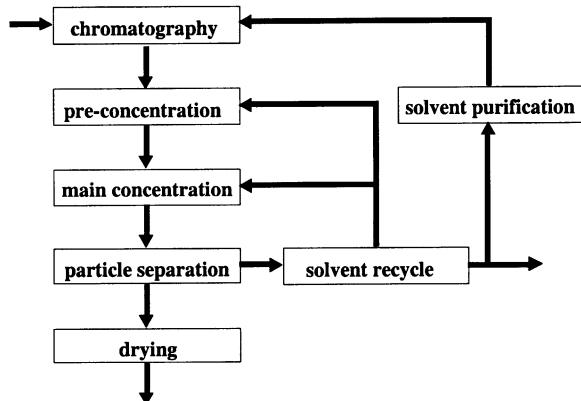 chromatography
pre-concentration
solvent purification
main concentration
particle separation
solvent recycle
drying